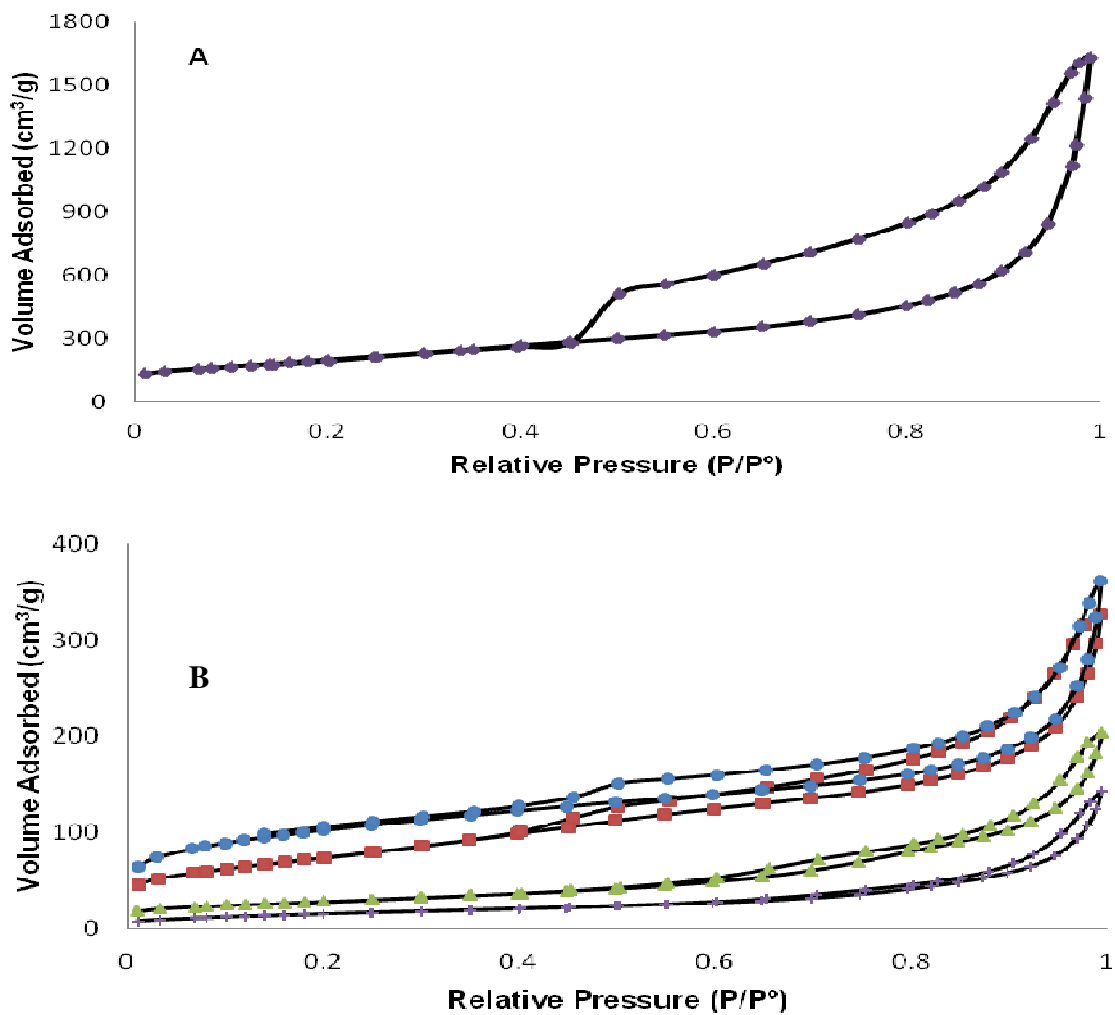 A
Volume Adsorbed (cm³/g)
1800
1500
1200
900
600
300
0
0 0.2 0.4 0.6 0.8 1
Relative Pressure (P/P°)
B
Volume Adsorbed (cm³/g)
400
300
200
100
0
0 0.2 0.4 0.6 0.8 1
Relative Pressure (P/P°)